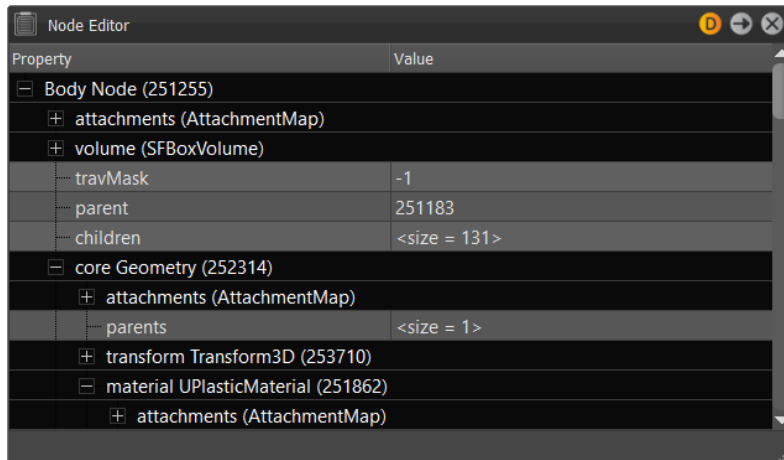 Node Editor
D
Property Value
Body Node (251255)
attachments (AttachmentMap)
volume (SFBoxVolume)
travMask -1
parent 251183
children <size = 131>
core Geometry (252314)
attachments (AttachmentMap)
parents <size = 1>
transform Transform3D (253710)
material UPlasticMaterial (251862)
attachments (AttachmentMap)